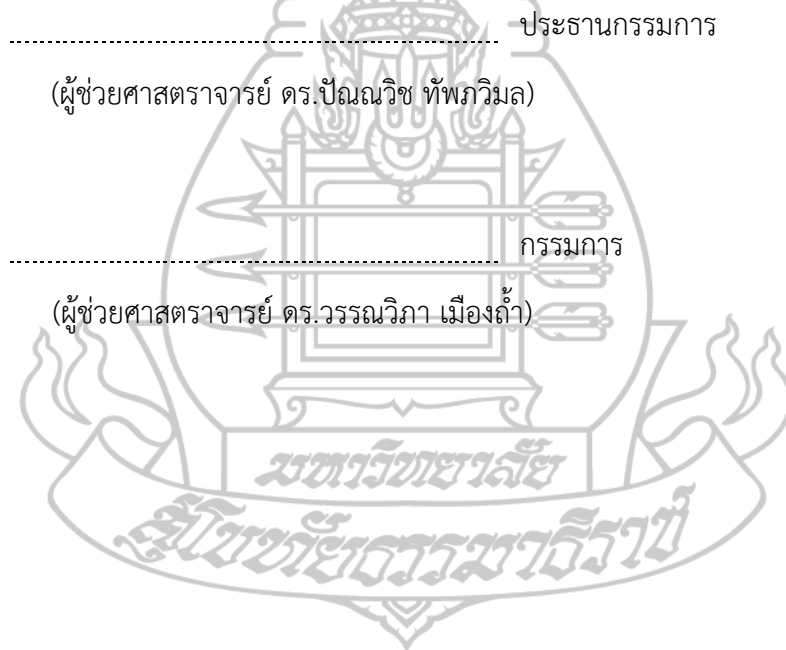 ประธานกรรมการ
(ผู้ช่วยศาสตราจารย์ ดร.ปัณณวิช ทัพภวิมล)
กรรมการ
(ผู้ช่วยศาสตราจารย์ ดร.วรรณวิภา เมืองถ้ำ)
มหาวิทยาลัย
สุโขทัยธรรมาธิราช